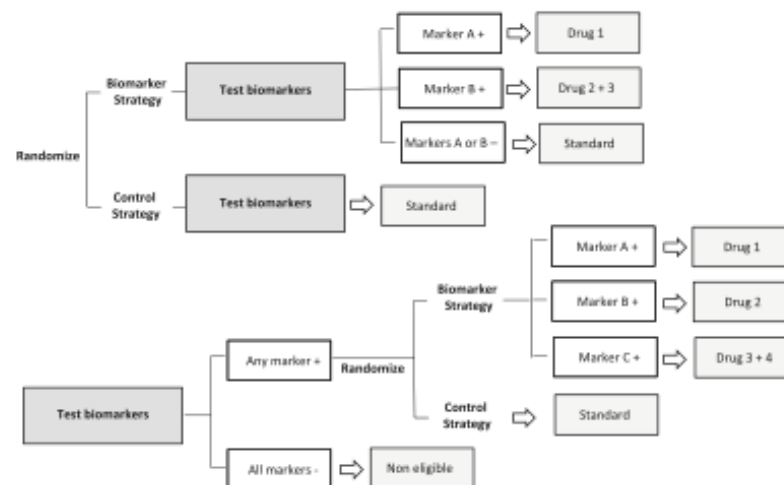 Marker A +
Drug 1
Biomarker
Strategy
Test biomarkers
Marker B +
Drug 2 + 3
Markers A or B –
Standard
Randomize
Control
Strategy
Test biomarkers
Standard
Marker A +
Drug 1
Biomarker
Strategy
Marker B +
Drug 2
Any marker +
Randomize
Marker C +
Drug 3 + 4
Test biomarkers
Control
Strategy
Standard
All markers -
Non eligible